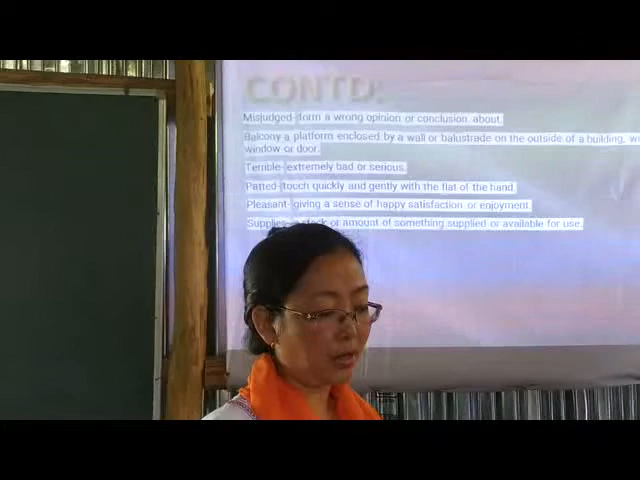 CONTD:
Misjudged- form a wrong opinion or conclusion about.
Balcony a platform enclosed by a wall or balustrade on the outside of a building,
window or door.
Terrible- extremely bad or serious.
Patted- touch quickly and gently with the flat of the hand.
Pleasant- giving a sense of happy satisfaction or enjoyment.
Supplies- a stock or amount of something supplied or available for use.